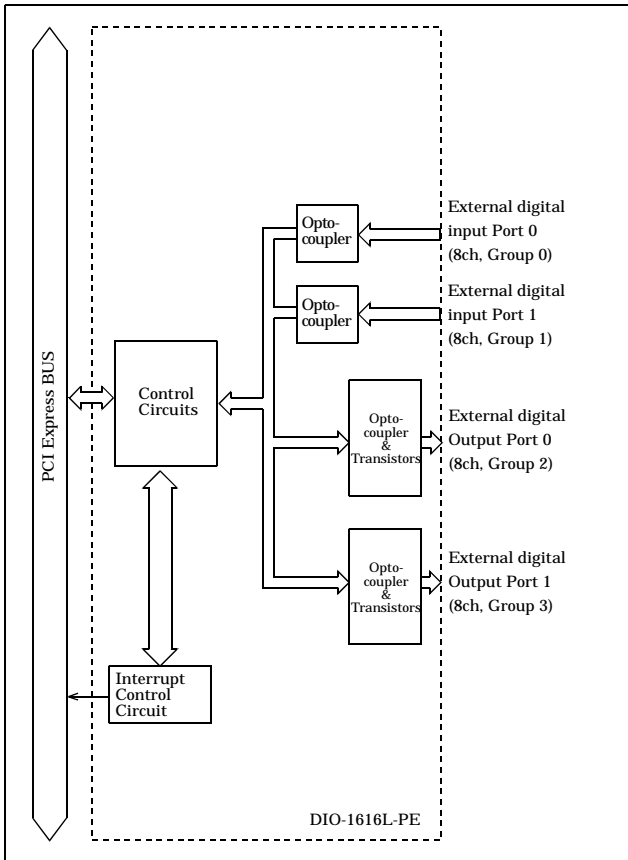 PCI Express BUS
Control
Circuits
Interrupt
Control
Circuit
Opto-
coupler
External digital
input Port 0
(8ch, Group 0)
Opto-
coupler
External digital
input Port 1
(8ch, Group 1)
Opto-
coupler
&
Transistors
External digital
Output Port 0
(8ch, Group 2)
Opto-
coupler
&
Transistors
External digital
Output Port 1
(8ch, Group 3)
DIO-1616L-PE